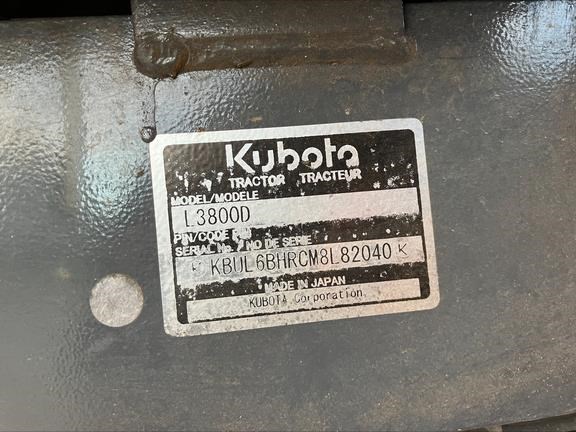 Kubota
TRACTOR TRACTEUR
MODEL/MODELE
L3800D
PIN/CODE PIN
SERIAL No. / NO DE SERIE
K KBUL6BHRCM8L82040 K
MADE IN JAPAN
KUBOTA Corporation